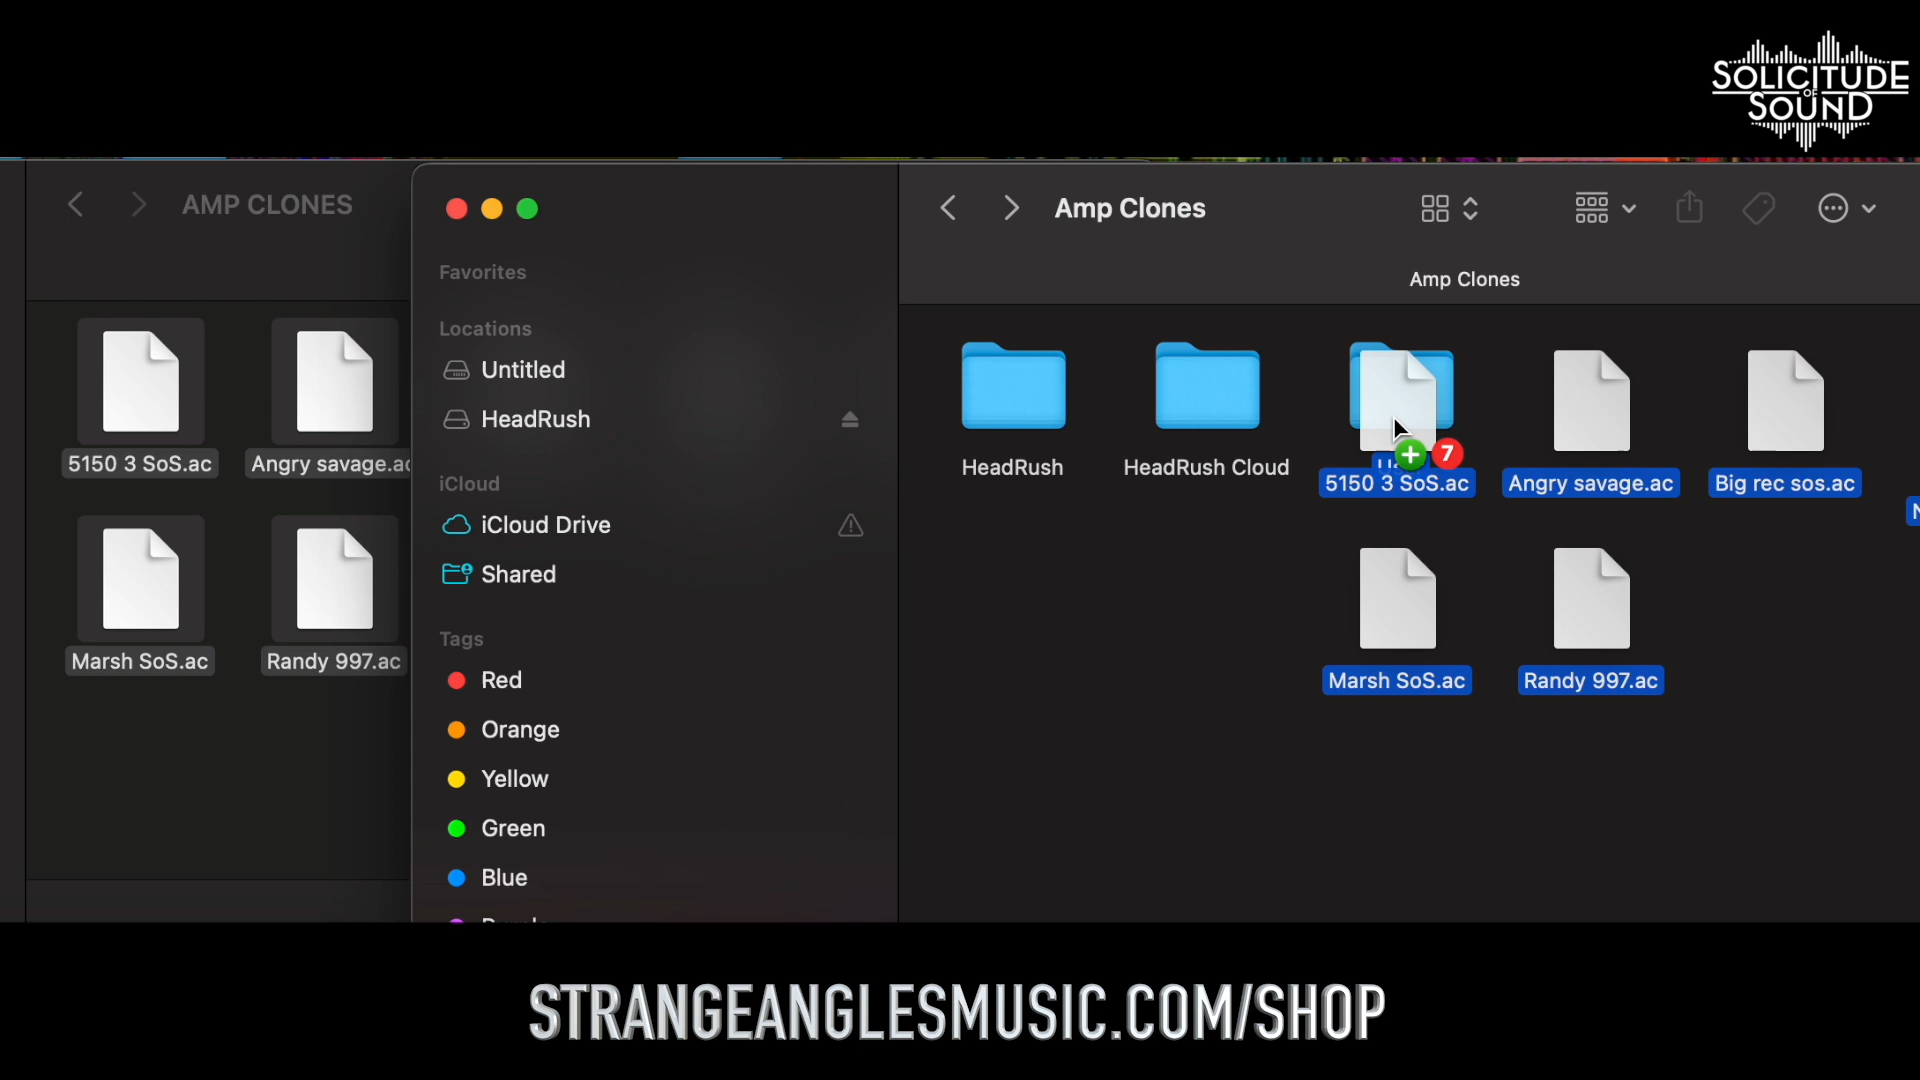 SOLICITUDE
OF
SOUND
AMP CLONES
Amp Clones
Amp Clones
Favorites
Locations
Untitled
HeadRush
iCloud
iCloud Drive
Shared
Tags
Red
Orange
Yellow
Green
Blue
5150 3 SoS.ac
Angry savage.ac
Marsh SoS.ac
Randy 997.ac
HeadRush
HeadRush Cloud
7
5150 3 SoS.ac
Angry savage.ac
Big rec sos.ac
Marsh SoS.ac
Randy 997.ac
STRANGEANGLESMUSIC.COM/SHOP